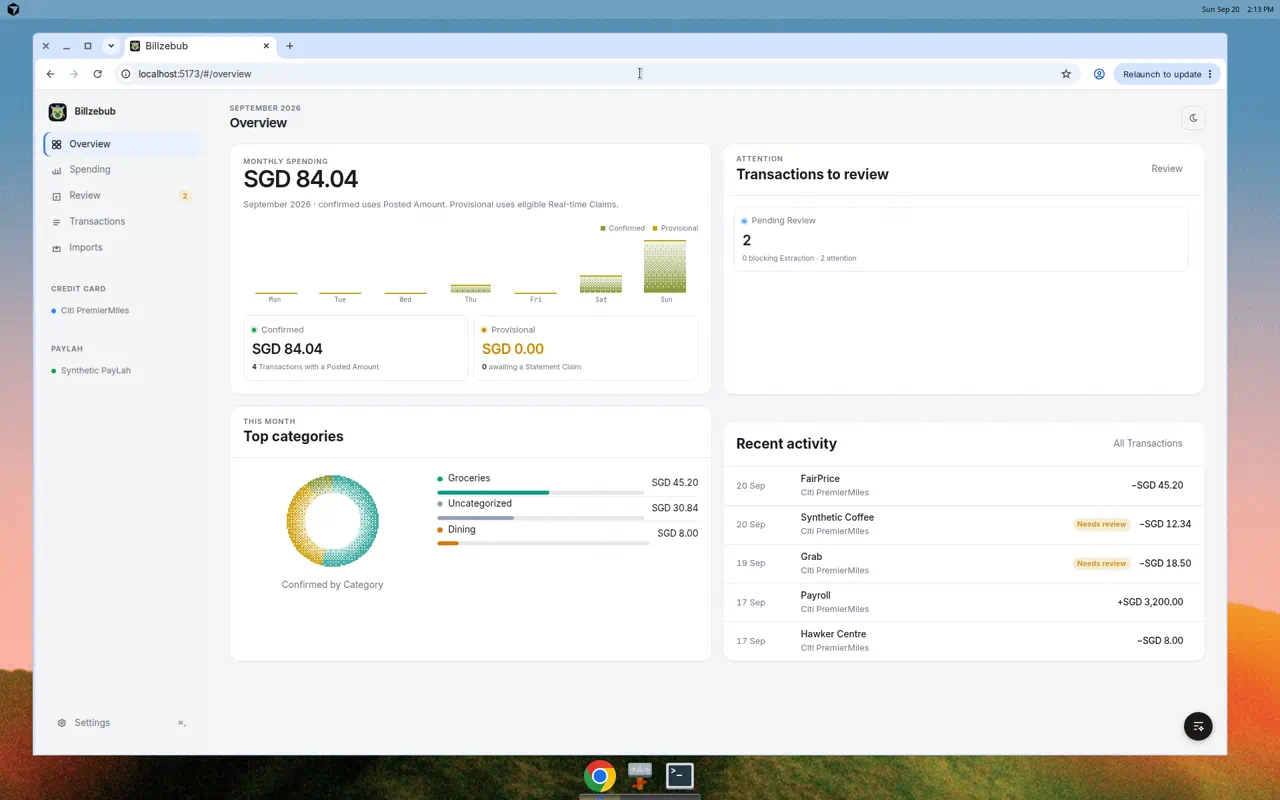 Sun Sep 20 2:13 PM
Billzebub
localhost:5173/#/overview
Relaunch to update
Billzebub
Overview
Spending
Review 2
Transactions
Imports
CREDIT CARD
Citi PremierMiles
PAYLAH
Synthetic PayLah
Settings ⌘,
SEPTEMBER 2026
Overview
MONTHLY SPENDING
SGD 84.04
September 2026 · confirmed uses Posted Amount. Provisional uses eligible Real-time Claims.
Confirmed Provisional
Mon Tue Wed Thu Fri Sat Sun
Confirmed
SGD 84.04
4 Transactions with a Posted Amount
Provisional
SGD 0.00
0 awaiting a Statement Claim
ATTENTION
Transactions to review
Review
Pending Review
2
0 blocking Extraction · 2 attention
THIS MONTH
Top categories
Confirmed by Category
Groceries SGD 45.20
Uncategorized SGD 30.84
Dining SGD 8.00
Recent activity
All Transactions
20 Sep FairPrice −SGD 45.20
Citi PremierMiles
20 Sep Synthetic Coffee Needs review −SGD 12.34
Citi PremierMiles
19 Sep Grab Needs review −SGD 18.50
Citi PremierMiles
17 Sep Payroll +SGD 3,200.00
Citi PremierMiles
17 Sep Hawker Centre −SGD 8.00
Citi PremierMiles